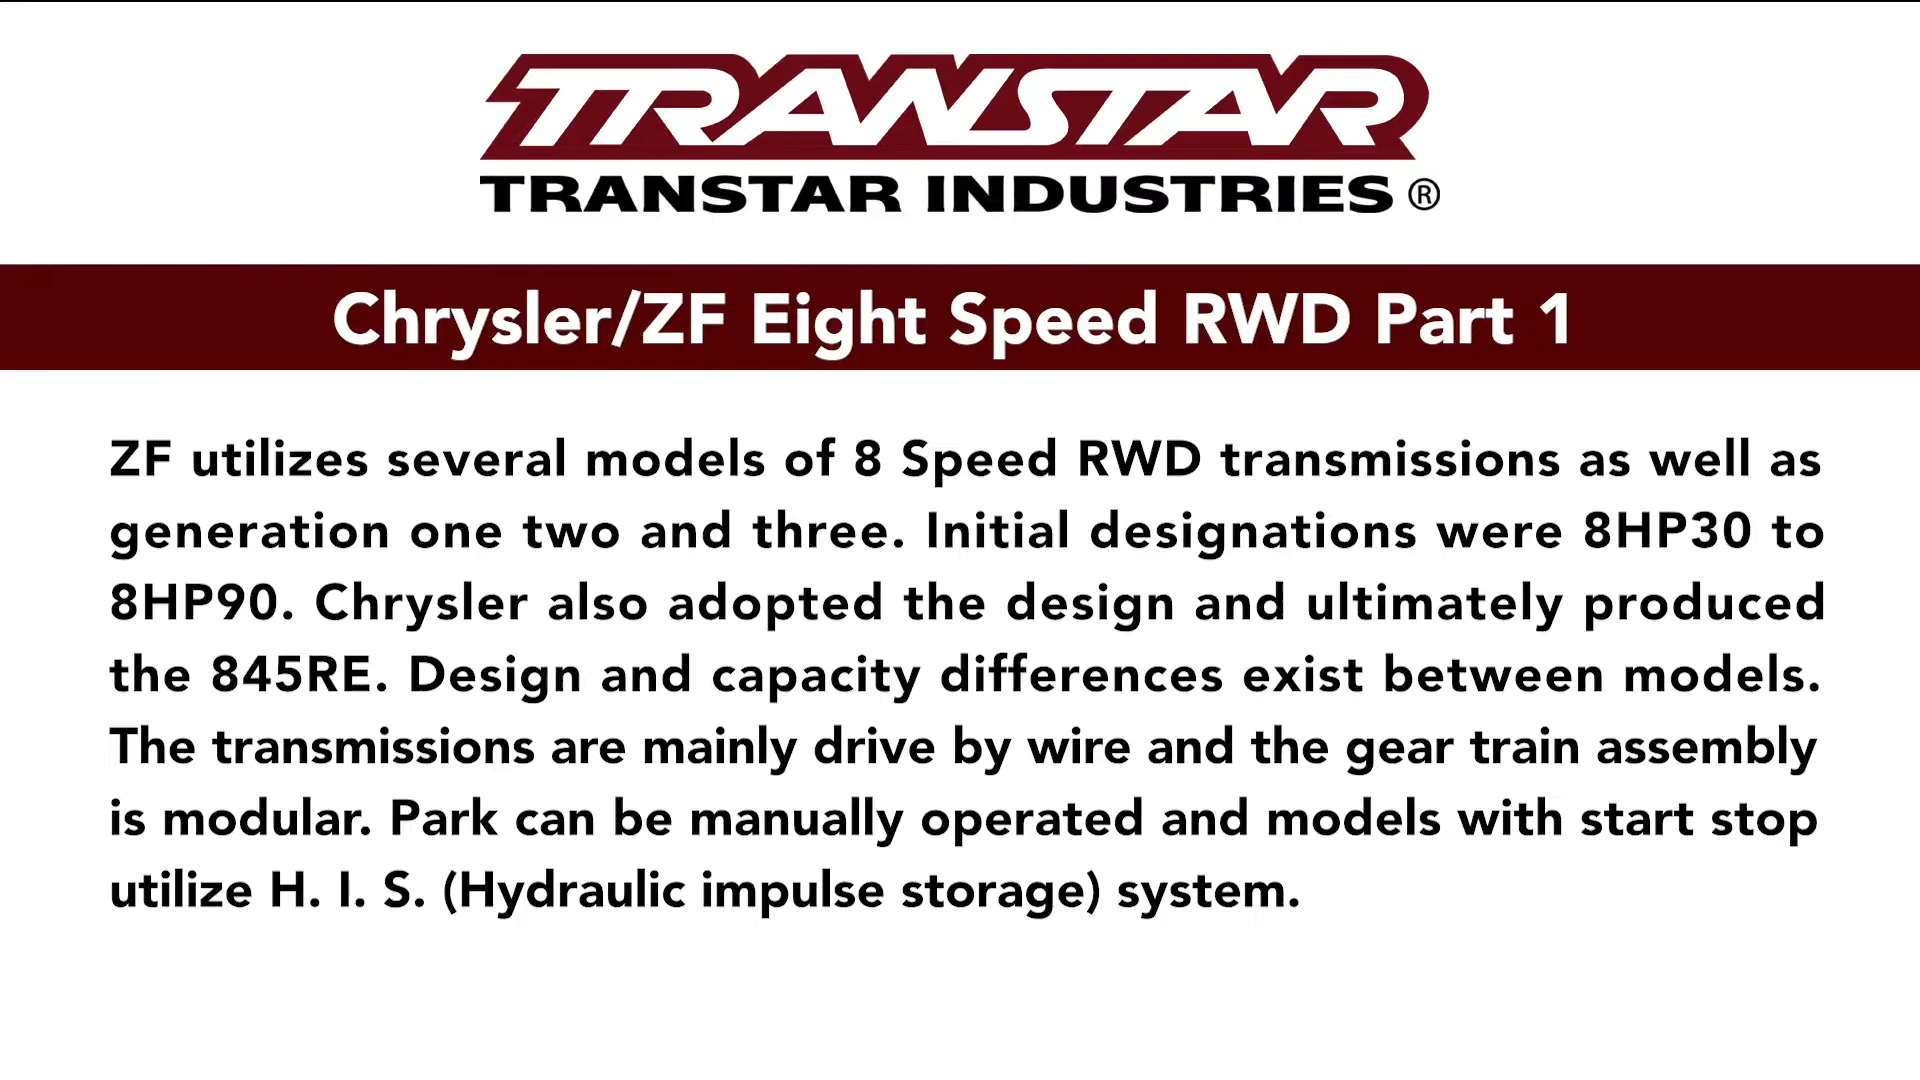 TRANSTAR
TRANSTAR INDUSTRIES ®
Chrysler/ZF Eight Speed RWD Part 1
ZF utilizes several models of 8 Speed RWD transmissions as well as
generation one two and three. Initial designations were 8HP30 to
8HP90. Chrysler also adopted the design and ultimately produced
the 845RE. Design and capacity differences exist between models.
The transmissions are mainly drive by wire and the gear train assembly
is modular. Park can be manually operated and models with start stop
utilize H. I. S. (Hydraulic impulse storage) system.